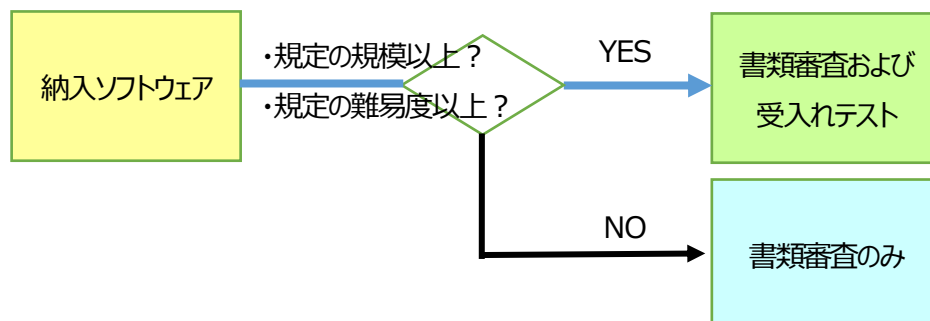 納入ソフトウェア
・規定の規模以上？
・規定の難易度以上？
YES
書類審査および
受入れテスト
NO
書類審査のみ